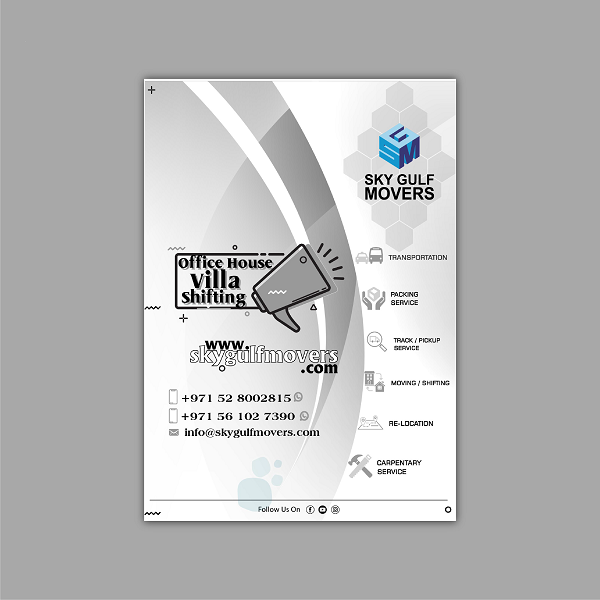 SGM
SKY GULF
MOVERS
Office House
Villa
Shifting
www.
skygulfmovers
.com
+971 52 8002815
+971 56 102 7390
info@skygulfmovers.com
TRANSPORTATION
PACKING
SERVICE
TRACK / PICKUP
SERVICE
MOVING / SHIFTING
RE-LOCATION
CARPENTARY
SERVICE
Follow Us On